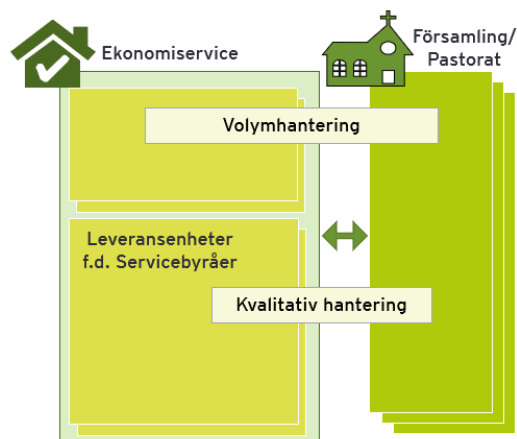 Ekonomiservice
Församling/
Pastorat
Volymhantering
Leveransenheter
f.d. Servicebyråer
Kvalitativ hantering